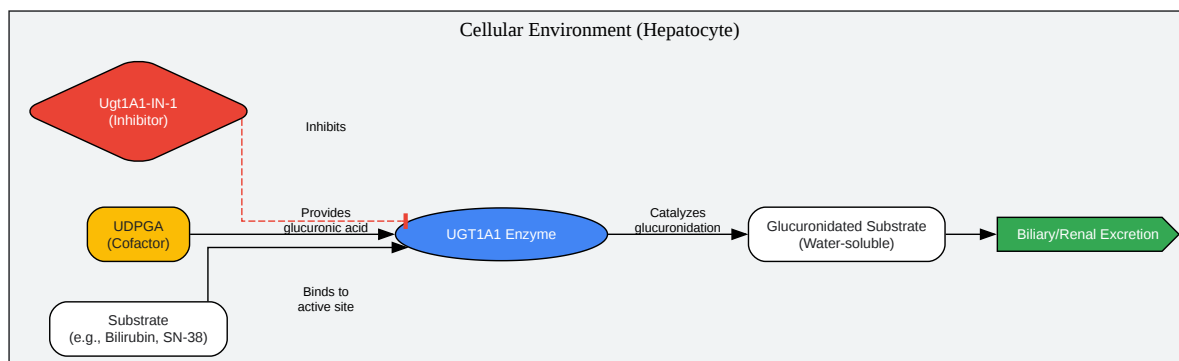 Cellular Environment (Hepatocyte)
Ugt1A1-IN-1
(Inhibitor)
Inhibits
UDPGA
(Cofactor)
Provides
glucuronic acid
UGT1A1 Enzyme
Catalyzes
glucuronidation
Glucuronidated Substrate
(Water-soluble)
Biliary/Renal Excretion
Binds to
active site
Substrate
(e.g., Bilirubin, SN-38)